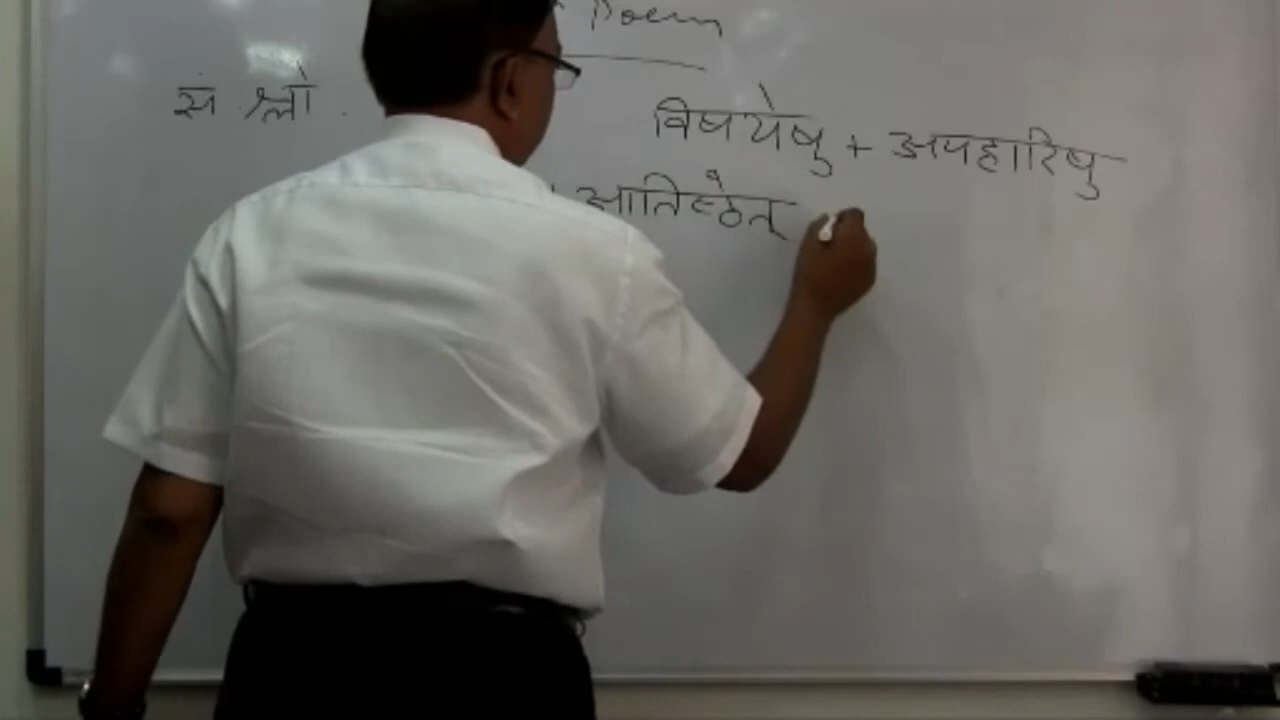 Poem
सं श्लो .
विषयेषु + अपहारिषु
आतिष्ठेत्